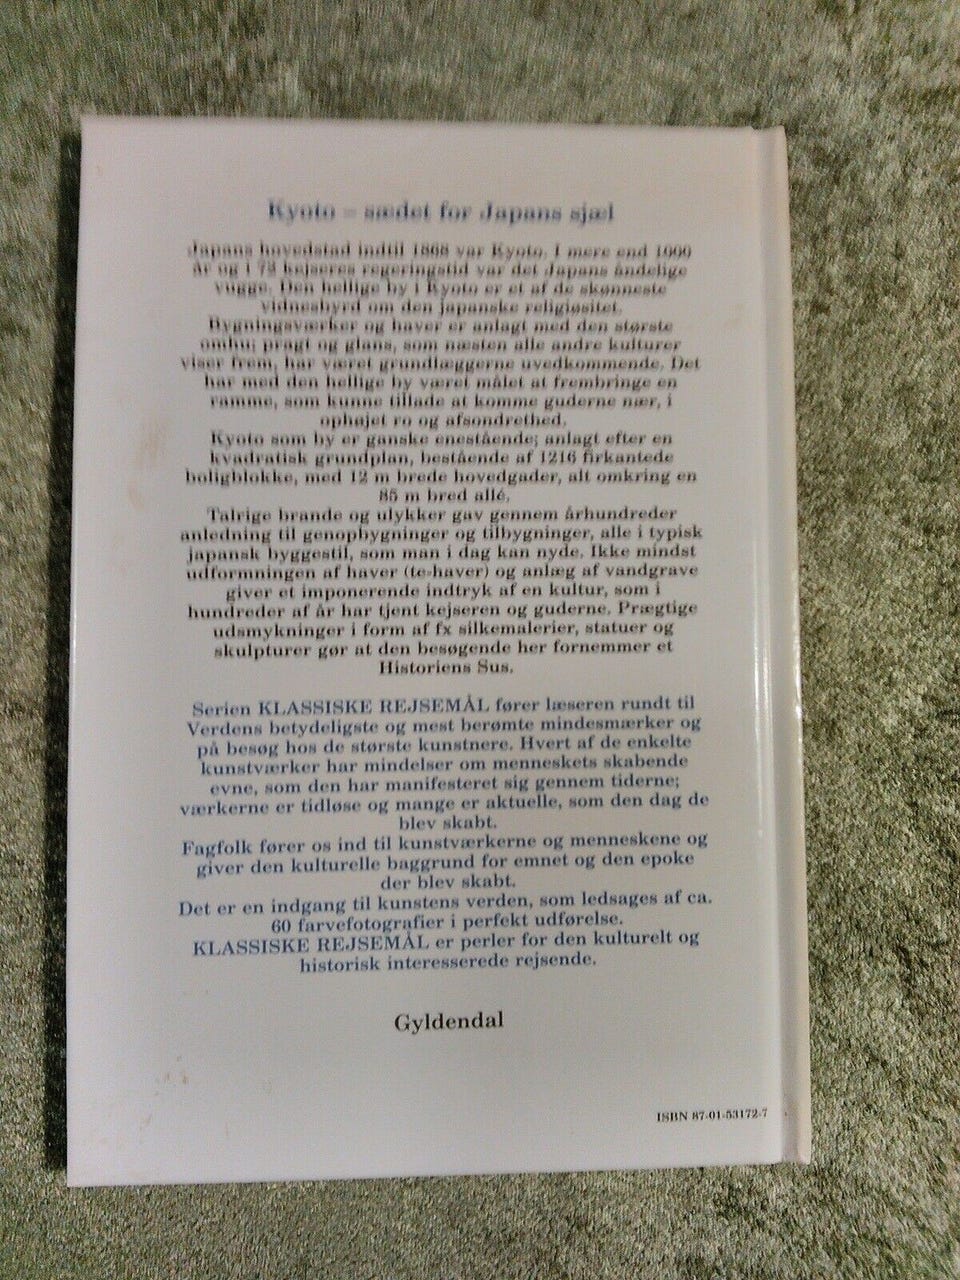 Kyoto – sædet for Japans sjæl
Japans hovedstad indtil 1868 var Kyoto. I mere end 1000
år og i 72 kejseres regeringstid var det Japans åndelige
vugge. Den hellige by i Kyoto er et af de skønneste
vidnesbyrd om den japanske religiøsitet.
Bygningsværker og haver er anlagt med den største
omhu; pragt og glans, som næsten alle andre kulturer
viser frem, har været grundlæggerne uvedkommende. Det
har med den hellige by været målet at frembringe en
ramme, som kunne tillade at komme guderne nær, i
ophøjet ro og afsondrethed.
Kyoto som by er ganske enestående; anlagt efter en
kvadratisk grundplan, bestående af 1216 firkantede
boligblokke, med 12 m brede hovedgader, alt omkring en
85 m bred allé.
Talrige brande og ulykker gav gennem århundreder
anledning til genopbygninger og tilbygninger, alle i typisk
japansk byggestil, som man i dag kan nyde. Ikke mindst
udformningen af haver (te-haver) og anlæg af vandgrave
giver et imponerende indtryk af en kultur, som i
hundreder af år har tjent kejseren og guderne. Prægtige
udsmykninger i form af fx silkemalerier, statuer og
skulpturer gør at den besøgende her fornemmer et
Historiens Sus.
Serien KLASSISKE REJSEMÅL fører læseren rundt til
Verdens betydeligste og mest berømte mindesmærker og
på besøg hos de største kunstnere. Hvert af de enkelte
kunstværker har mindelser om menneskets skabende
evne, som den har manifesteret sig gennem tiderne;
værkerne er tidløse og mange er aktuelle, som den dag de
blev skabt.
Fagfolk fører os ind til kunstværkerne og menneskene og
giver den kulturelle baggrund for emnet og den epoke
der blev skabt.
Det er en indgang til kunstens verden, som ledsages af ca.
60 farvefotografier i perfekt udførelse.
KLASSISKE REJSEMÅL er perler for den kulturelt og
historisk interesserede rejsende.
Gyldendal
ISBN 87-01-53172-7